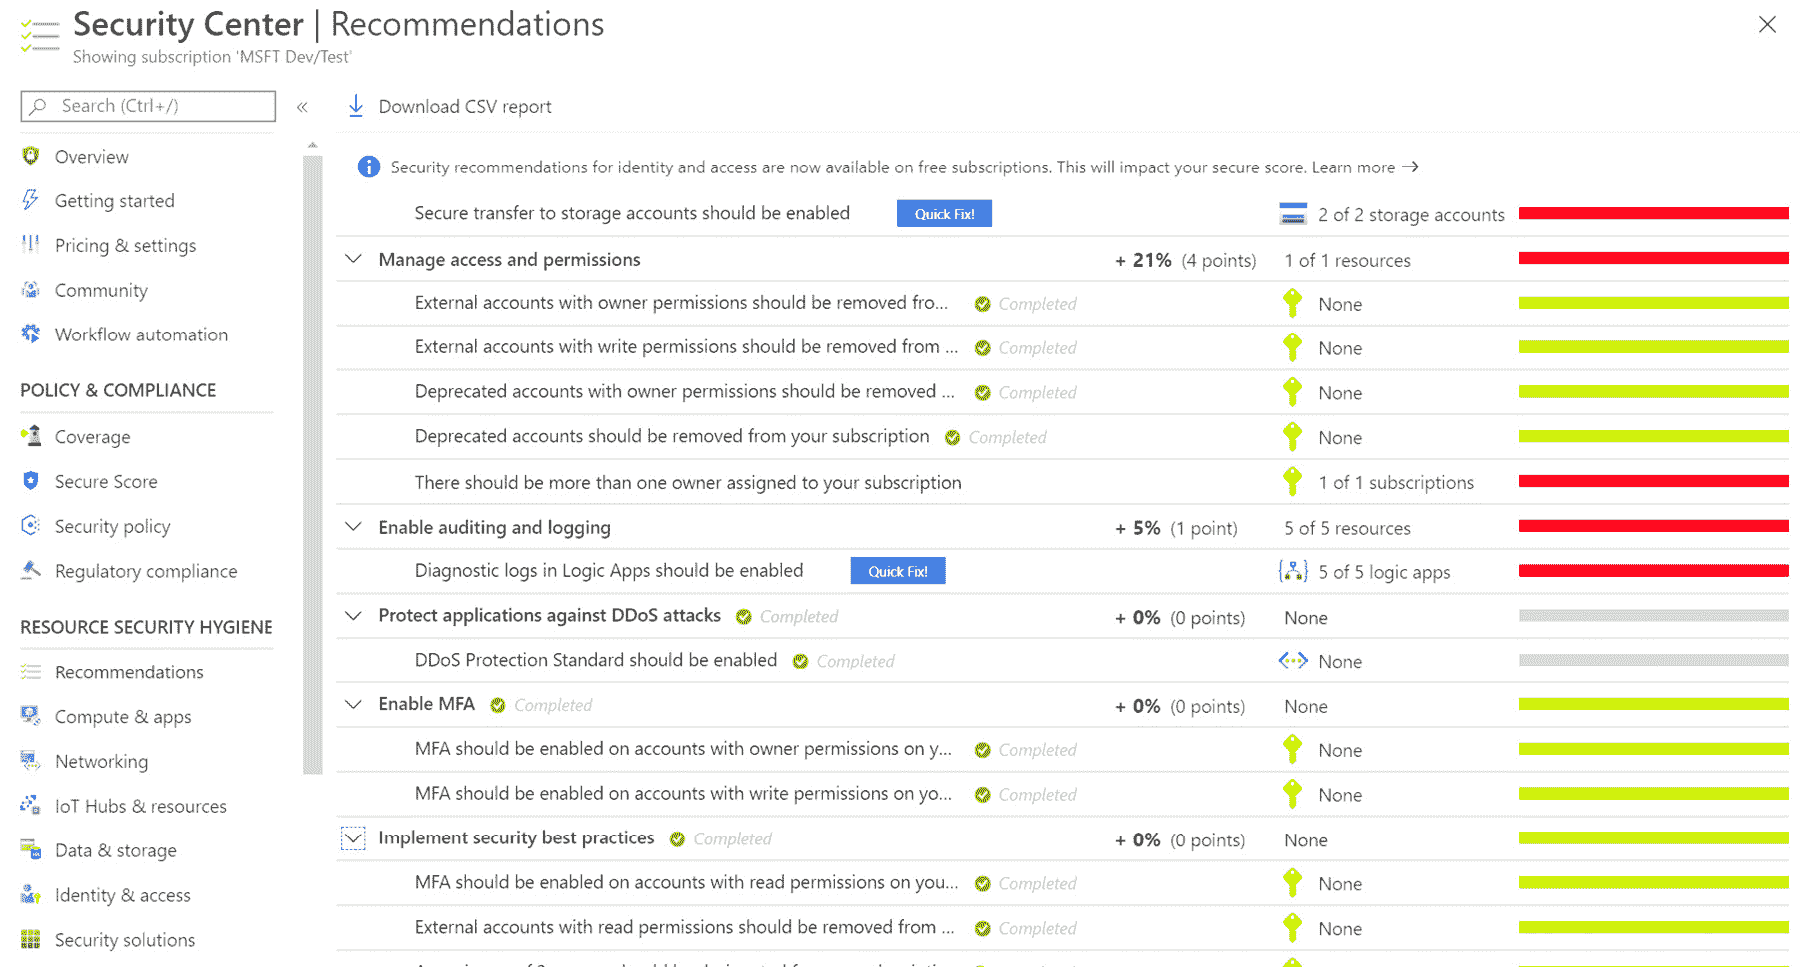 Security Center | Recommendations
Showing subscription 'MSFT Dev/Test'
Search (Ctrl+/)
«
Overview
Getting started
Pricing & settings
Community
Workflow automation
POLICY & COMPLIANCE
Coverage
Secure Score
Security policy
Regulatory compliance
RESOURCE SECURITY HYGIENE
Recommendations
Compute & apps
Networking
IoT Hubs & resources
Data & storage
Identity & access
Security solutions
Download CSV report
Security recommendations for identity and access are now available on free subscriptions. This will impact your secure score. Learn more →
Secure transfer to storage accounts should be enabled Quick Fix! 2 of 2 storage accounts
Manage access and permissions + 21% (4 points) 1 of 1 resources
External accounts with owner permissions should be removed fro... Completed None
External accounts with write permissions should be removed from ... Completed None
Deprecated accounts with owner permissions should be removed ... Completed None
Deprecated accounts should be removed from your subscription Completed None
There should be more than one owner assigned to your subscription 1 of 1 subscriptions
Enable auditing and logging + 5% (1 point) 5 of 5 resources
Diagnostic logs in Logic Apps should be enabled Quick Fix! 5 of 5 logic apps
Protect applications against DDoS attacks Completed + 0% (0 points) None
DDoS Protection Standard should be enabled Completed None
Enable MFA Completed + 0% (0 points) None
MFA should be enabled on accounts with owner permissions on y... Completed None
MFA should be enabled on accounts with write permissions on yo... Completed None
Implement security best practices Completed + 0% (0 points) None
MFA should be enabled on accounts with read permissions on you... Completed None
External accounts with read permissions should be removed from ... Completed None